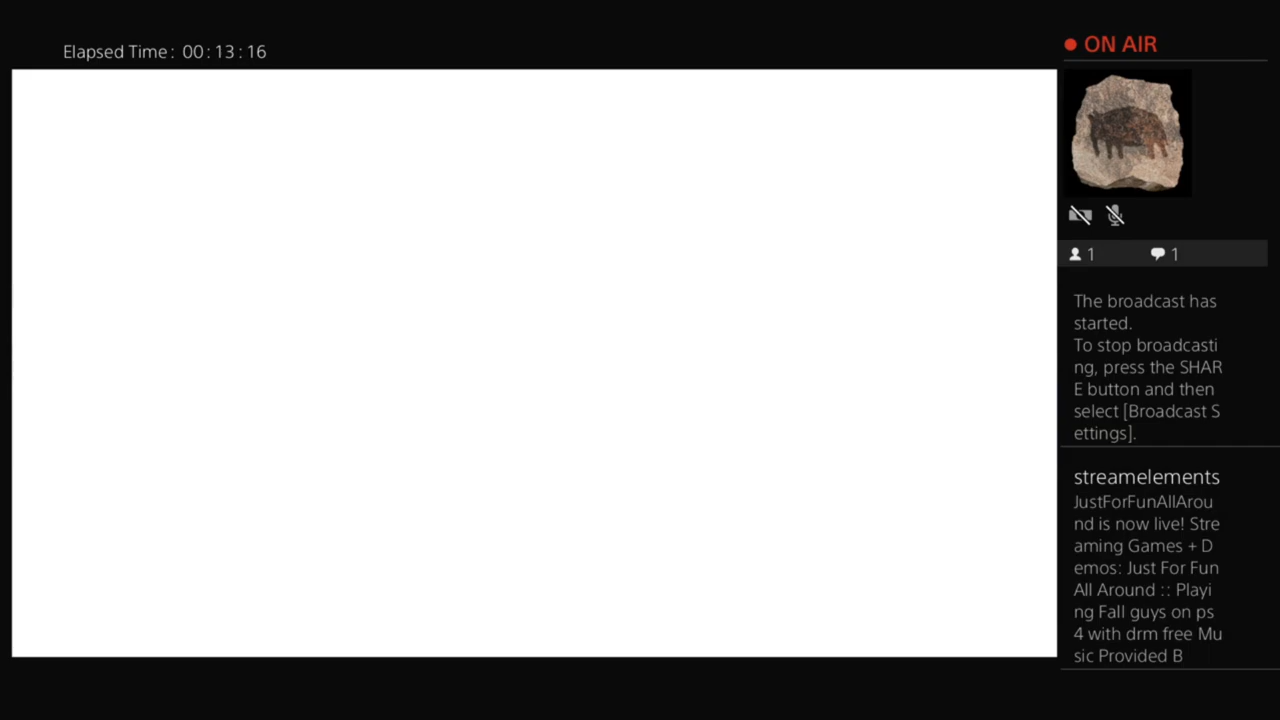 Elapsed Time: 00:13:16
ON AIR
1 1
The broadcast has
started.
To stop broadcasti
ng, press the SHAR
E button and then
select [Broadcast S
ettings].
streamelements
JustForFunAllArou
nd is now live! Stre
aming Games + D
emos: Just For Fun
All Around :: Playi
ng Fall guys on ps
4 with drm free Mu
sic Provided B